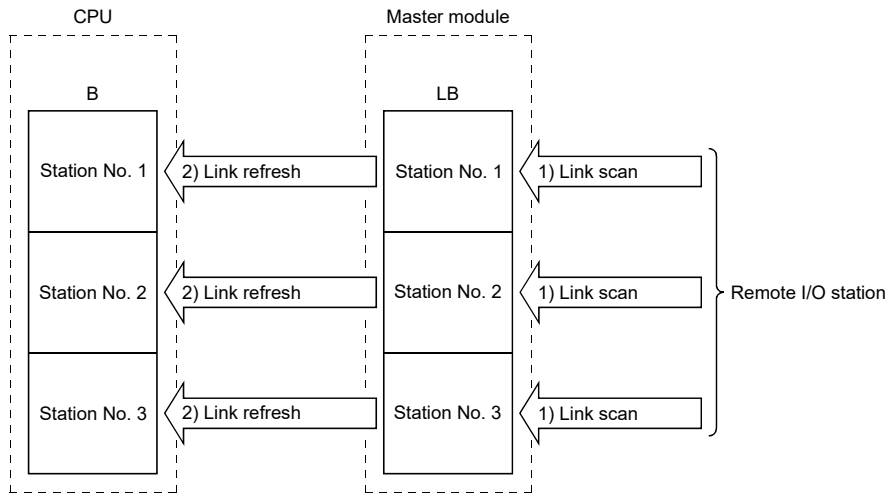 CPU
Master module
B
LB
Station No. 1
2) Link refresh
Station No. 1
1) Link scan
Station No. 2
2) Link refresh
Station No. 2
1) Link scan
Remote I/O station
Station No. 3
2) Link refresh
Station No. 3
1) Link scan